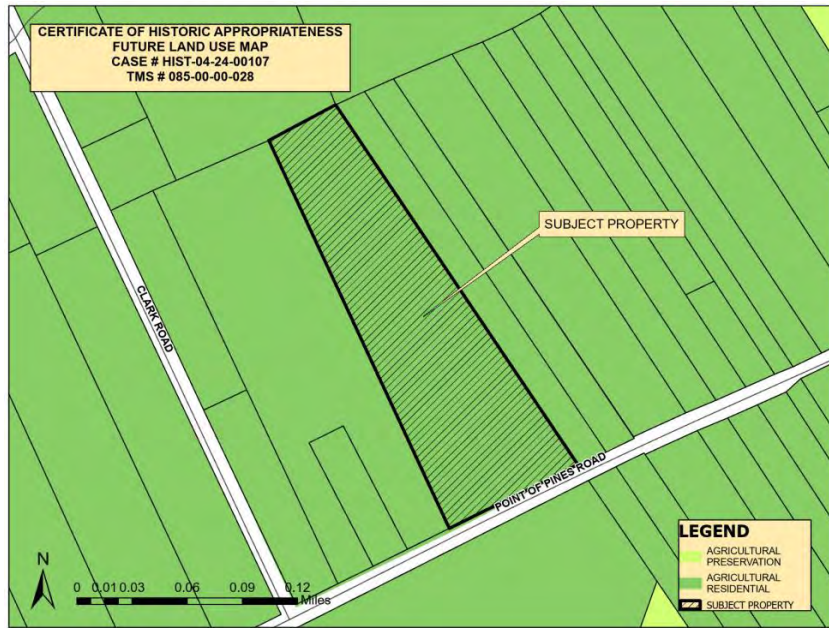 CERTIFICATE OF HISTORIC APPROPRIATENESS
FUTURE LAND USE MAP
CASE # HIST-04-24-00107
TMS # 085-00-00-028
SUBJECT PROPERTY
CLARK ROAD
POINT OF PINES ROAD
N
0 0.01 0.03 0.06 0.09 0.12
Miles
LEGEND
AGRICULTURAL
PRESERVATION
AGRICULTURAL
RESIDENTIAL
SUBJECT PROPERTY